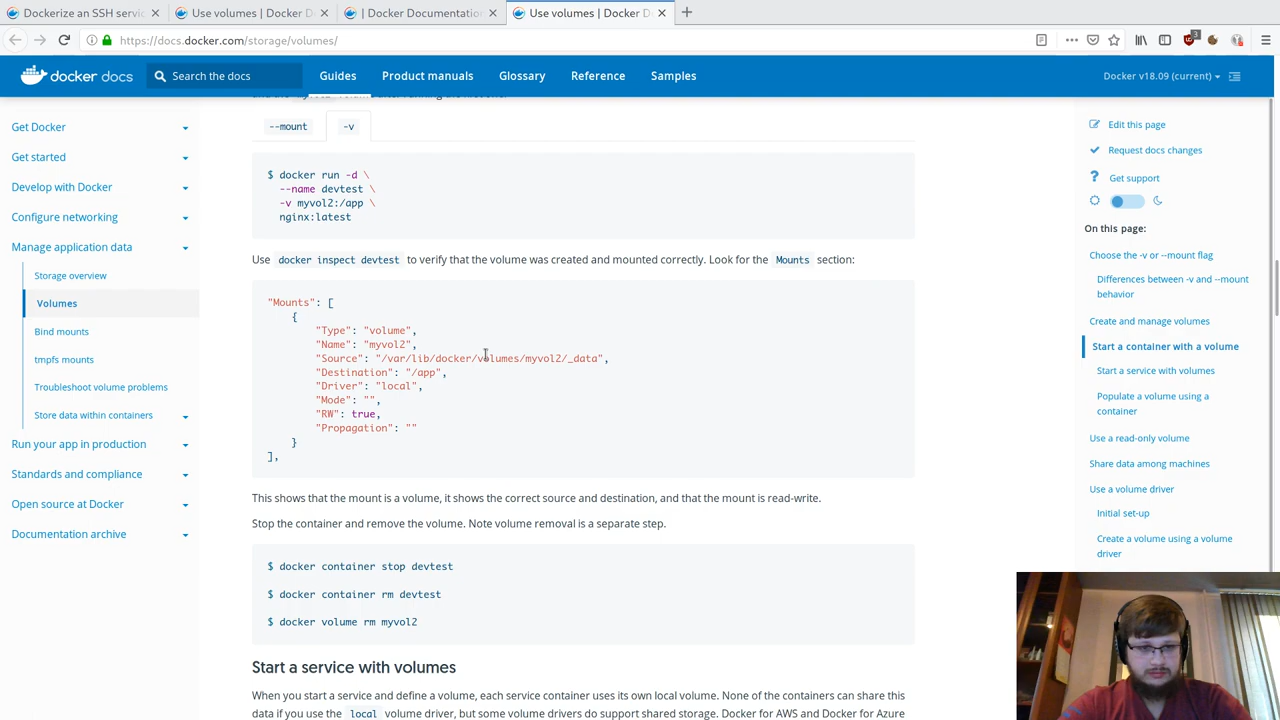 Dockerize an SSH servi
Use volumes | Docker D
| Docker Documentation
Use volumes | Docker D
https://docs.docker.com/storage/volumes/
3
docker docs
Search the docs
Guides
Product manuals
Glossary
Reference
Samples
Docker v18.09 (current)
Get Docker
Get started
Develop with Docker
Configure networking
Manage application data
Storage overview
Volumes
Bind mounts
tmpfs mounts
Troubleshoot volume problems
Store data within containers
Run your app in production
Standards and compliance
Open source at Docker
Documentation archive
--mount
-v
$ docker run -d \
--name devtest \
-v myvol2:/app \
nginx:latest
Use docker inspect devtest to verify that the volume was created and mounted correctly. Look for the Mounts section:
"Mounts": [
{
"Type": "volume",
"Name": "myvol2",
"Source": "/var/lib/docker/volumes/myvol2/_data",
"Destination": "/app",
"Driver": "local",
"Mode": "",
"RW": true,
"Propagation": ""
}
],
This shows that the mount is a volume, it shows the correct source and destination, and that the mount is read-write.
Stop the container and remove the volume. Note volume removal is a separate step.
$ docker container stop devtest
$ docker container rm devtest
$ docker volume rm myvol2
Start a service with volumes
When you start a service and define a volume, each service container uses its own local volume. None of the containers can share this
data if you use the local volume driver, but some volume drivers do support shared storage. Docker for AWS and Docker for Azure
Edit this page
Request docs changes
Get support
On this page:
Choose the -v or --mount flag
Differences between -v and --mount
behavior
Create and manage volumes
Start a container with a volume
Start a service with volumes
Populate a volume using a
container
Use a read-only volume
Share data among machines
Use a volume driver
Initial set-up
Create a volume using a volume
driver